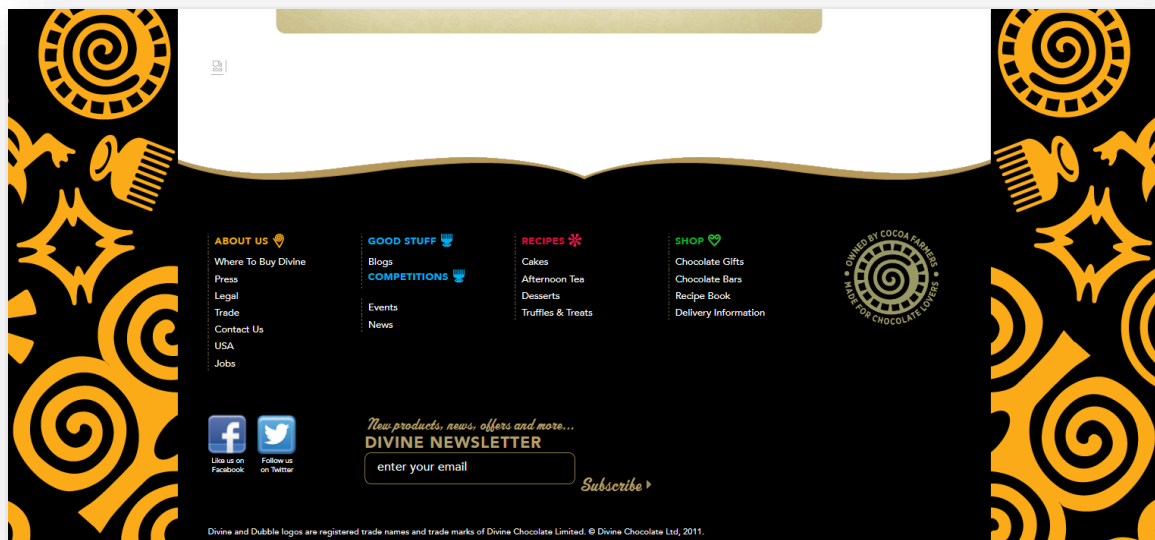 ABOUT US
Where To Buy Divine
Press
Legal
Trade
Contact Us
USA
Jobs
GOOD STUFF
Blogs
COMPETITIONS
Events
News
RECIPES
Cakes
Afternoon Tea
Desserts
Truffles & Treats
SHOP
Chocolate Gifts
Chocolate Bars
Recipe Book
Delivery Information
OWNED BY COCOA FARMERS
MADE FOR CHOCOLATE LOVERS
Like us on
Facebook
Follow us
on Twitter
New products, news, offers and more...
DIVINE NEWSLETTER
enter your email
Subscribe
Divine and Dubble logos are registered trade names and trade marks of Divine Chocolate Limited. © Divine Chocolate Ltd, 2011.